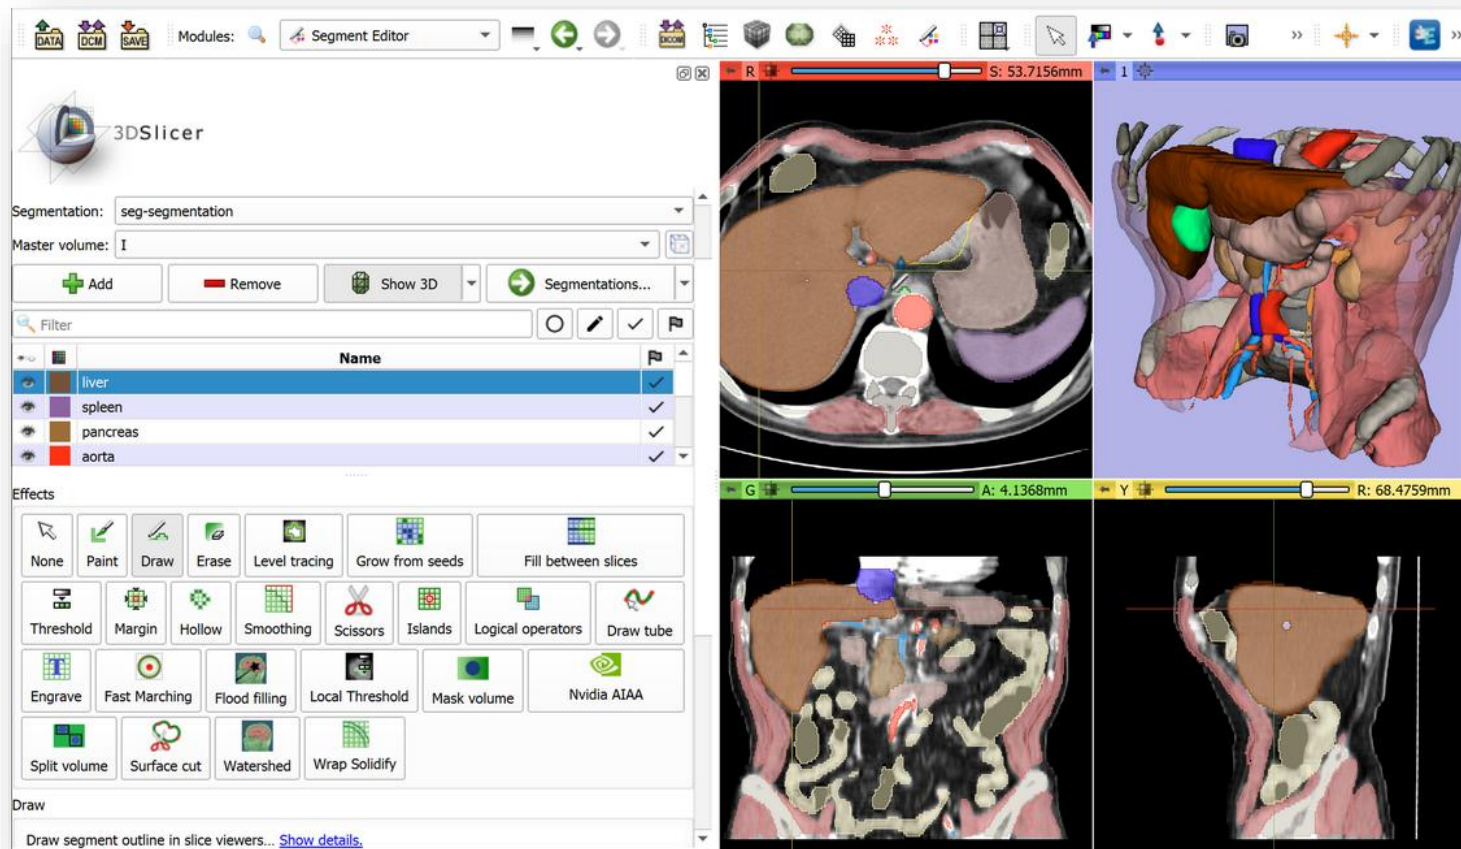 DATA DCM SAVE Modules: Segment Editor DICOM
R S: 53.7156mm 1
3DSlicer
Segmentation: seg-segmentation
Master volume: I
Add Remove Show 3D Segmentations...
Filter
Name
liver
spleen
pancreas
aorta
G A: 4.1368mm Y R: 68.4759mm
Effects
None Paint Draw Erase Level tracing Grow from seeds Fill between slices
Threshold Margin Hollow Smoothing Scissors Islands Logical operators Draw tube
Engrave Fast Marching Flood filling Local Threshold Mask volume Nvidia AIAA
Split volume Surface cut Watershed Wrap Solidify
Draw
Draw segment outline in slice viewers... Show details.